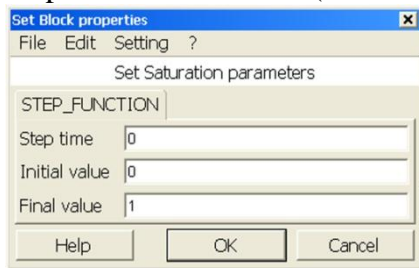 Set Block properties
File Edit Setting ?
Set Saturation parameters
STEP_FUNCTION
Step time 0
Initial value 0
Final value 1
Help OK Cancel